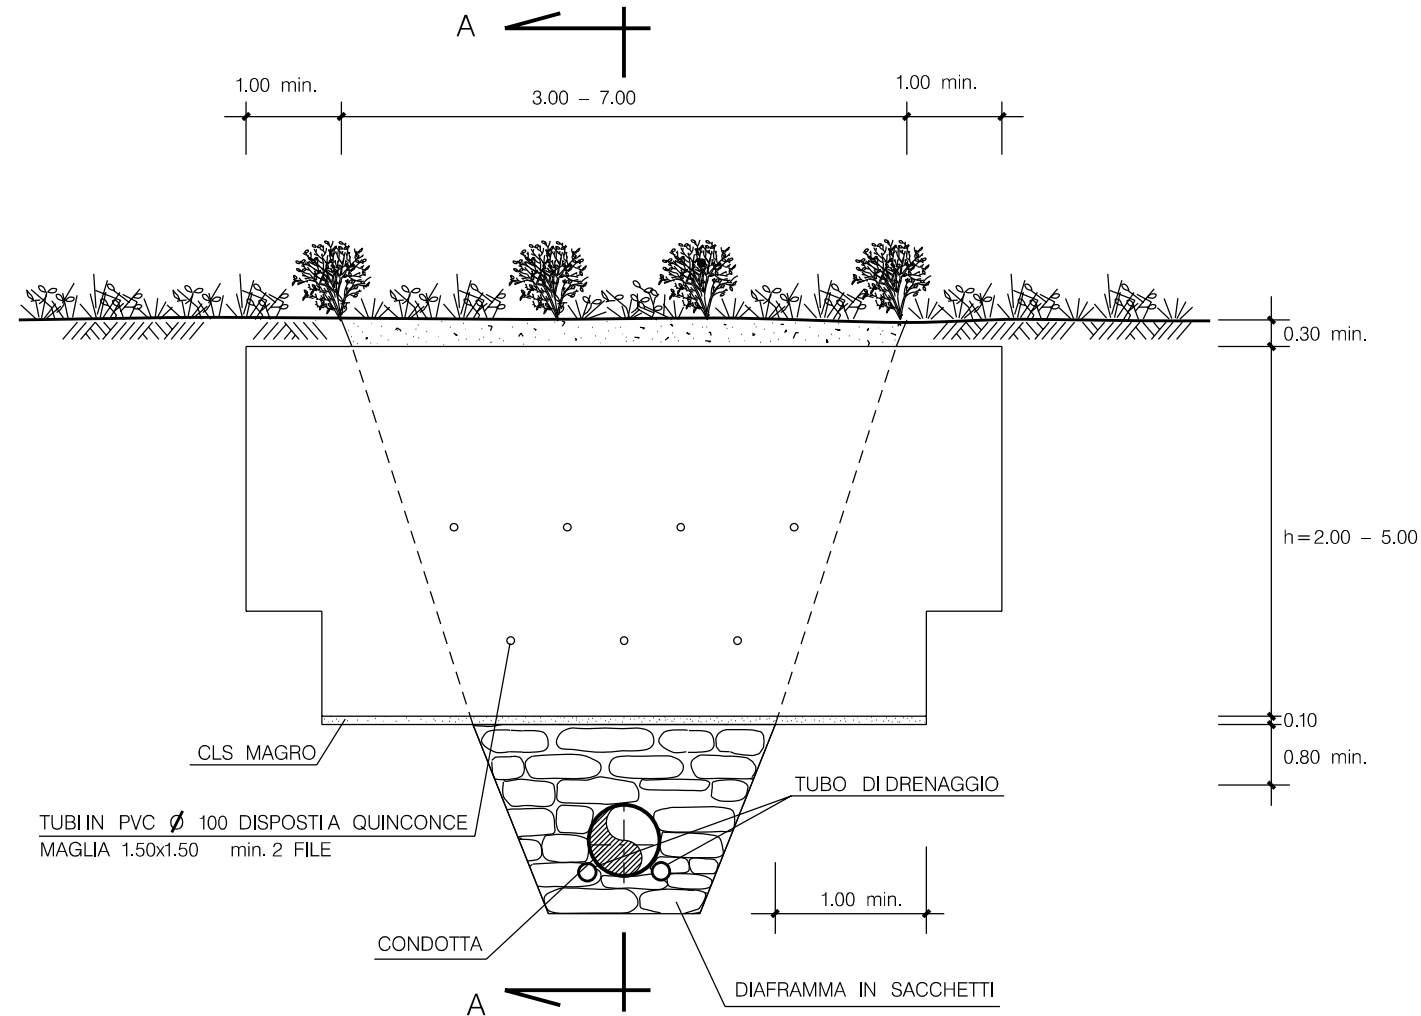 A
1.00 min.
3.00 – 7.00
1.00 min.
0.30 min.
h=2.00 – 5.00
0.10
CLS MAGRO
0.80 min.
TUBO DI DRENAGGIO
TUBI IN PVC Ø 100 DISPOSTI A QUINCONCE
MAGLIA 1.50x1.50 min. 2 FILE
1.00 min.
CONDOTTA
DIAFRAMMA IN SACCHETTI
A